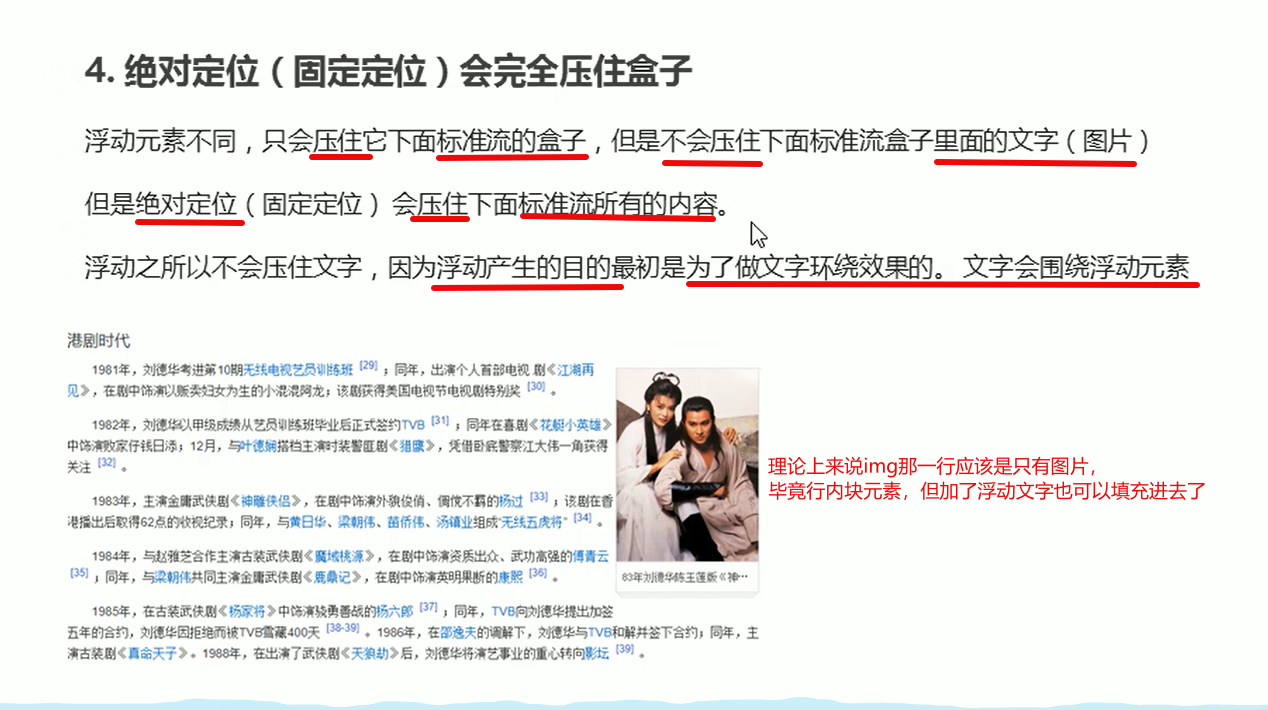 4. 绝对定位（固定定位）会完全压住盒子
浮动元素不同，只会压住它下面标准流的盒子，但是不会压住下面标准流盒子里面的文字（图片）
但是绝对定位（固定定位） 会压住下面标准流所有的内容。
浮动之所以不会压住文字，因为浮动产生的目的最初是为了做文字环绕效果的。 文字会围绕浮动元素
港剧时代
1981年，刘德华考进第10期无线电视艺员训练班 [29] ；同年，出演个人首部电视 剧《江湖再
见》，在剧中饰演以贩卖妇女为生的小混混阿龙；该剧获得美国电视节电视剧特别奖 [30] 。
1982年，刘德华以甲级成绩从艺员训练班毕业后正式签约TVB [31] ；同年在喜剧《花艇小英雄》
中饰演败家仔钱日添；12月，与叶德娴搭档主演时装警匪剧《猎鹰》，凭借卧底警察江大伟一角获得
关注 [32] 。
1983年，主演金庸武侠剧《神雕侠侣》，在剧中饰演外貌俊俏、倜傥不羁的杨过 [33] ；该剧在香
港播出后取得62点的收视纪录；同年，与黄日华、梁朝伟、苗侨伟、汤镇业组成“无线五虎将” [34] 。
1984年，与赵雅芝合作主演古装武侠剧《魔域桃源》，在剧中饰演资质出众、武功高强的傅青云
[35] ；同年，与梁朝伟共同主演金庸武侠剧《鹿鼎记》，在剧中饰演英明果断的康熙 [36] 。
1985年，在古装武侠剧《杨家将》中饰演骁勇善战的杨六郎 [37] ；同年，TVB向刘德华提出加签
五年的合约，刘德华因拒绝而被TVB雪藏400天 [38-39] 。1986年，在邵逸夫的调解下，刘德华与TVB和解并签下合约；同年，主
演古装剧《真命天子》。1988年，在出演了武侠剧《天狼劫》后，刘德华将演艺事业的重心转向影坛 [39] 。
83年刘德华陈玉莲版《神…
理论上来说img那一行应该是只有图片，
毕竟行内块元素，但加了浮动文字也可以填充进去了